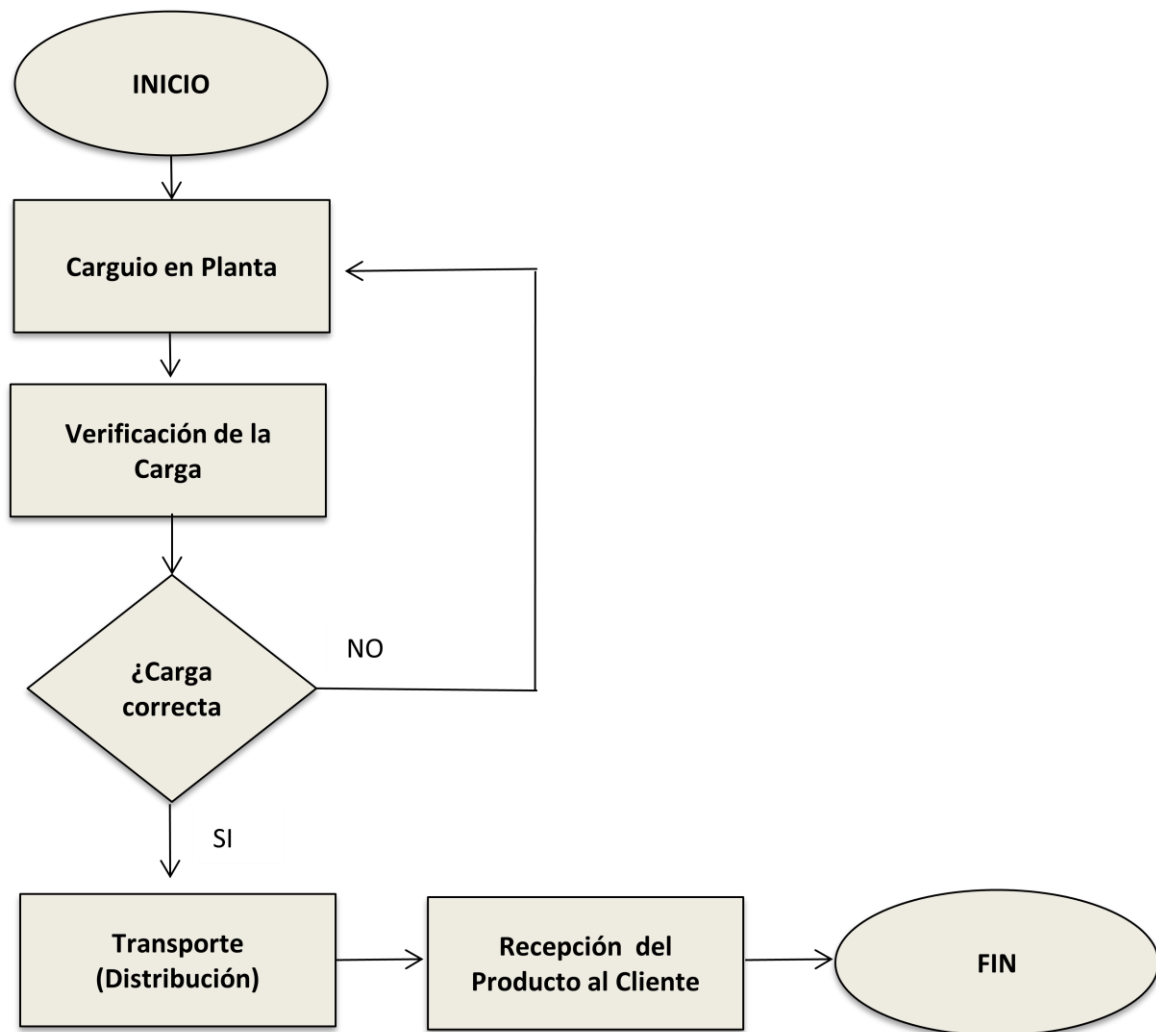 INICIO
Carguio en Planta
Verificación de la
Carga
¿Carga
correcta
NO
SI
Transporte
(Distribución)
Recepción del
Producto al Cliente
FIN